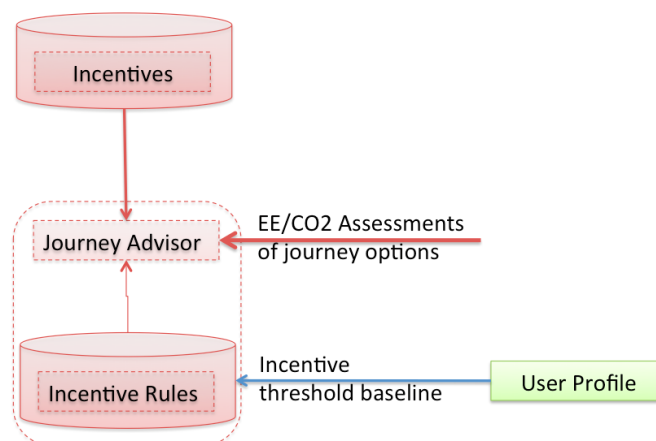 Incentives
Journey Advisor
EE/CO2 Assessments
of journey options
Incentive Rules
Incentive
threshold baseline
User Profile